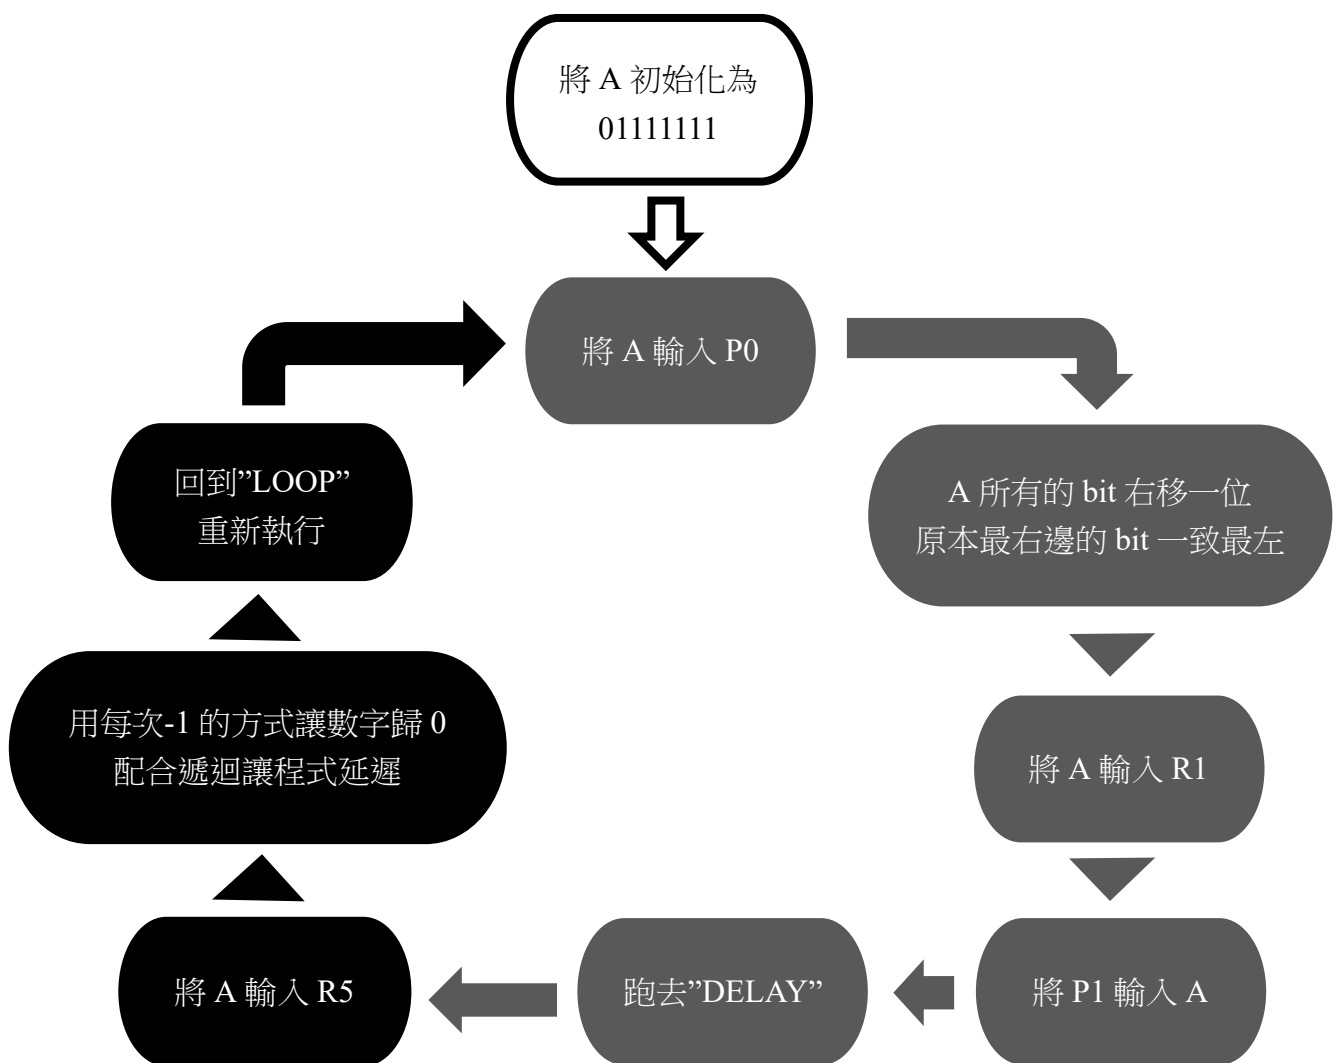 將 A 初始化為
01111111
將 A 輸入 P0
A 所有的 bit 右移一位
原本最右邊的 bit 一致最左
將 A 輸入 R1
將 P1 輸入 A
跑去”DELAY”
將 A 輸入 R5
用每次-1 的方式讓數字歸 0
配合遞迴讓程式延遲
回到”LOOP”
重新執行